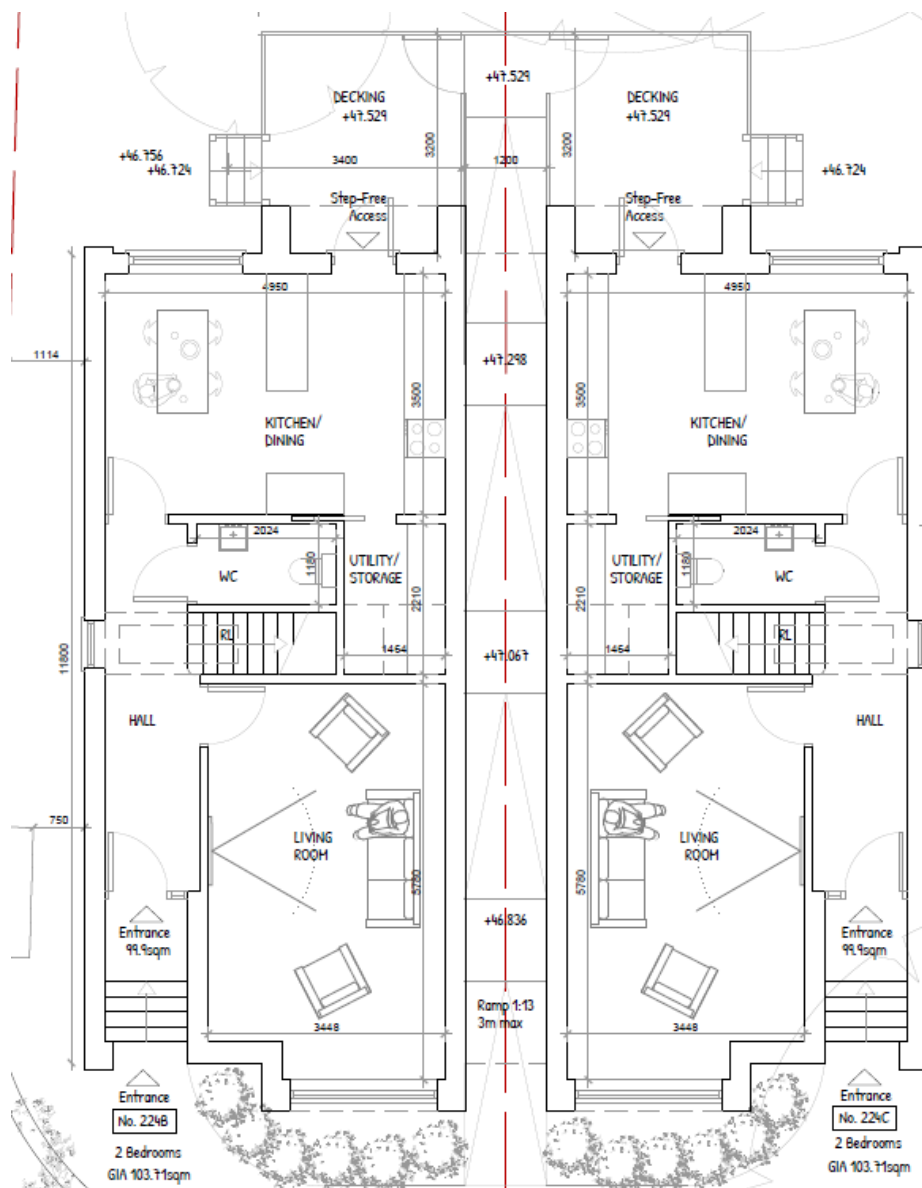 +47.529
DECKING
+47.529
DECKING
+47.529
3200
3200
+46.756
+46.724
3400
1200
+46.724
Step-Free
Access
Step-Free
Access
4950
4950
1114
+47.298
3500
3500
KITCHEN/
DINING
KITCHEN/
DINING
2024
2024
WC
1180
UTILITY/
STORAGE
2210
UTILITY/
STORAGE
2210
1180
WC
11800
RL
1464
+47.067
1464
RL
HALL
HALL
750
LIVING
ROOM
5780
LIVING
ROOM
5780
+46.836
Entrance
99.9sqm
Entrance
99.9sqm
Ramp 1:13
3m max
3448
3448
Entrance
No. 224B
2 Bedrooms
GIA 103.71sqm
Entrance
No. 224C
2 Bedrooms
GIA 103.71sqm